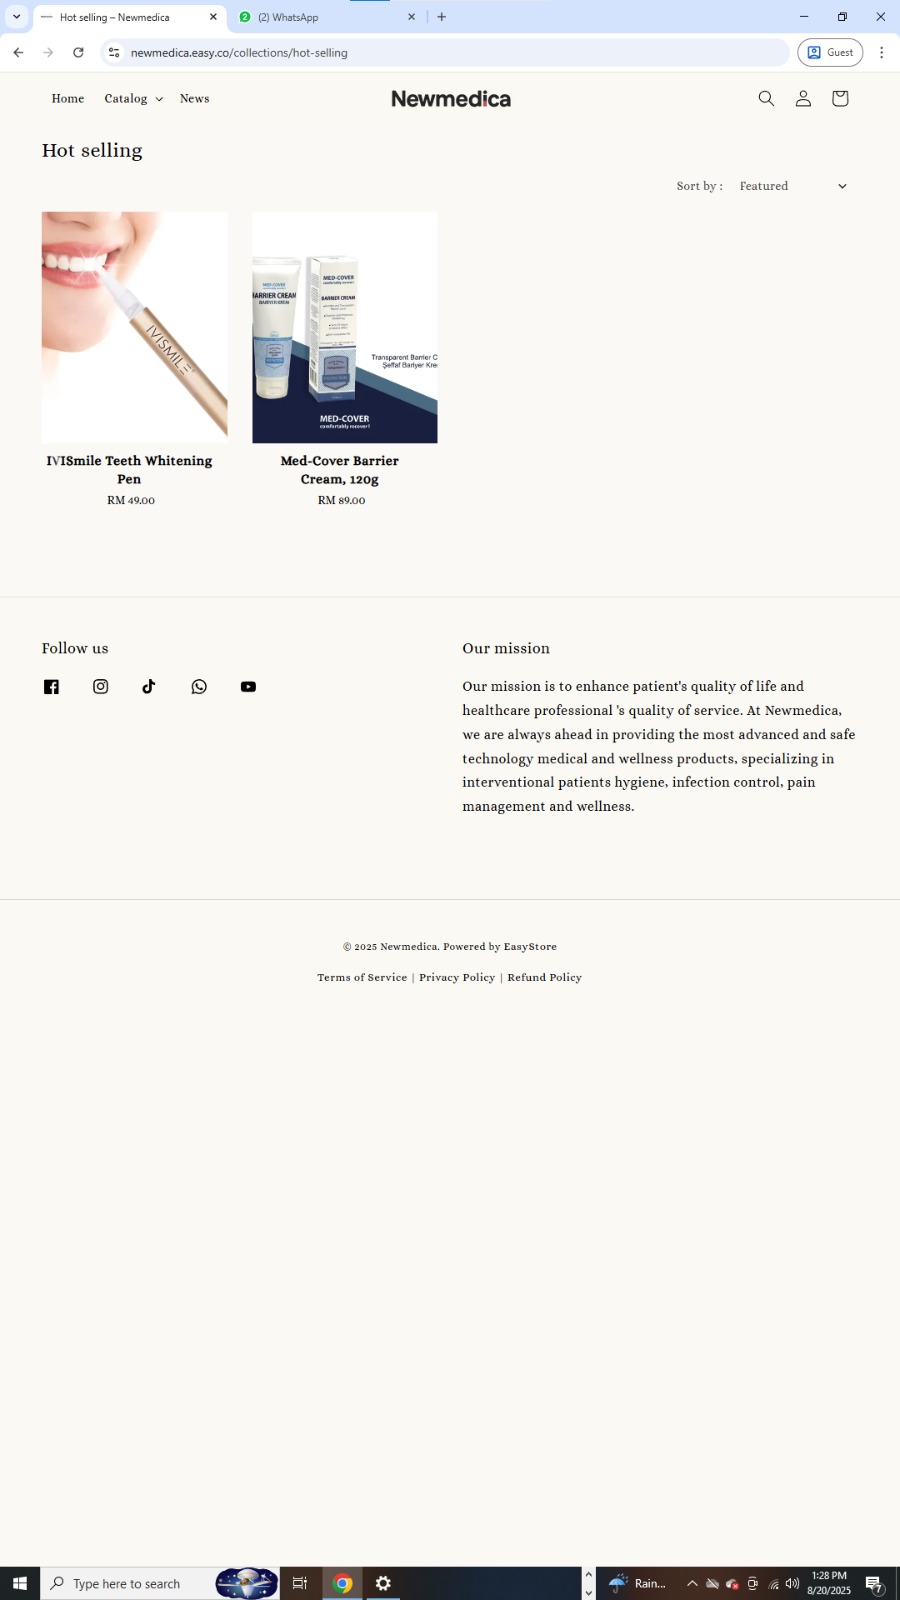 Hot selling – Newmedica
(2) WhatsApp
newmedica.easy.co/collections/hot-selling
Guest
Home
Catalog
News
Newmedica
Hot selling
Sort by :
Featured
IVISMILE
MED-COVER
BARRIER CREAM
MED-COVER
BARRIER CREAM
Transparent Barrier C
Şeffaf Bariyer Kre
MED-COVER
comfortably recover!
IVISmile Teeth Whitening
Pen
RM 49.00
Med-Cover Barrier
Cream, 120g
RM 89.00
Follow us
Our mission
Our mission is to enhance patient's quality of life and
healthcare professional 's quality of service. At Newmedica,
we are always ahead in providing the most advanced and safe
technology medical and wellness products, specializing in
interventional patients hygiene, infection control, pain
management and wellness.
© 2025 Newmedica. Powered by EasyStore
Terms of Service | Privacy Policy | Refund Policy
Type here to search
Rain...
1:28 PM
8/20/2025
7